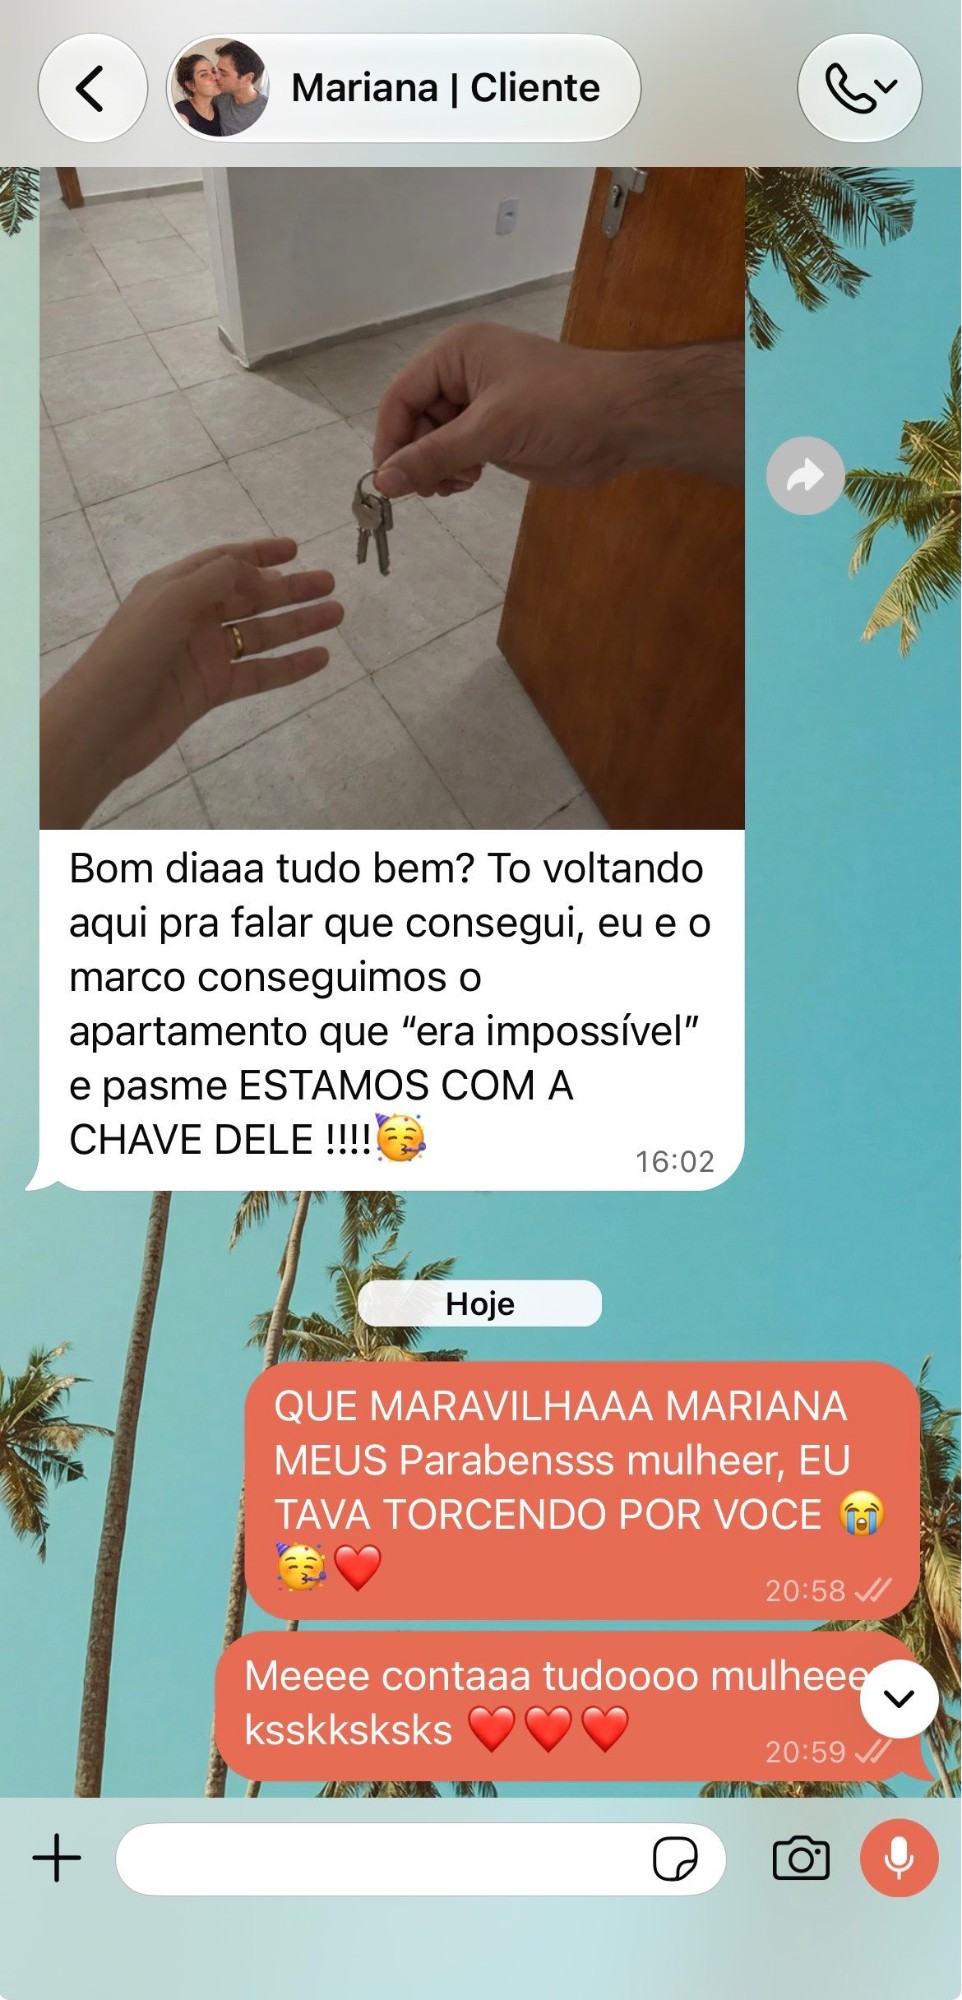 Mariana | Cliente
Bom diaaa tudo bem? To voltando
aqui pra falar que consegui, eu e o
marco conseguimos o
apartamento que “era impossível”
e pasme ESTAMOS COM A
CHAVE DELE !!!!🥳
16:02
Hoje
QUE MARAVILHAAA MARIANA
MEUS Parabensss mulheer, EU
TAVA TORCENDO POR VOCE 😭
🥳❤️
20:58
Meeee contaaa tudoooo mulheee
ksskksksks ❤️❤️❤️
20:59